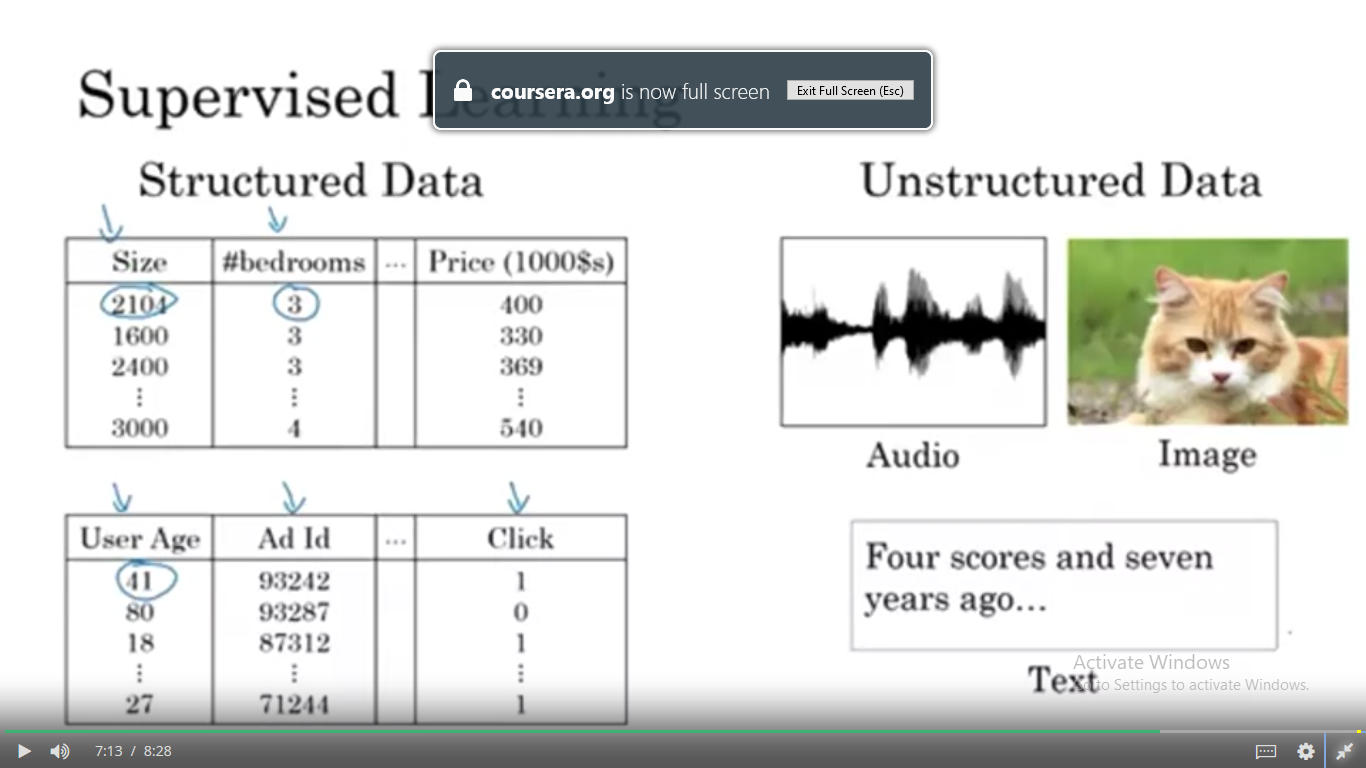 Supervised Learning
coursera.org is now full screen
Exit Full Screen (Esc)
Structured Data
Size #bedrooms ... Price (1000$s)
2104 3 400
1600 3 330
2400 3 369
⋮ ⋮ ⋮
3000 4 540
User Age Ad Id ... Click
41 93242 1
80 93287 0
18 87312 1
⋮ ⋮ ⋮
27 71244 1
Unstructured Data
Audio
Image
Four scores and seven
years ago...
Text
Activate Windows
Go to Settings to activate Windows.
7:13 / 8:28